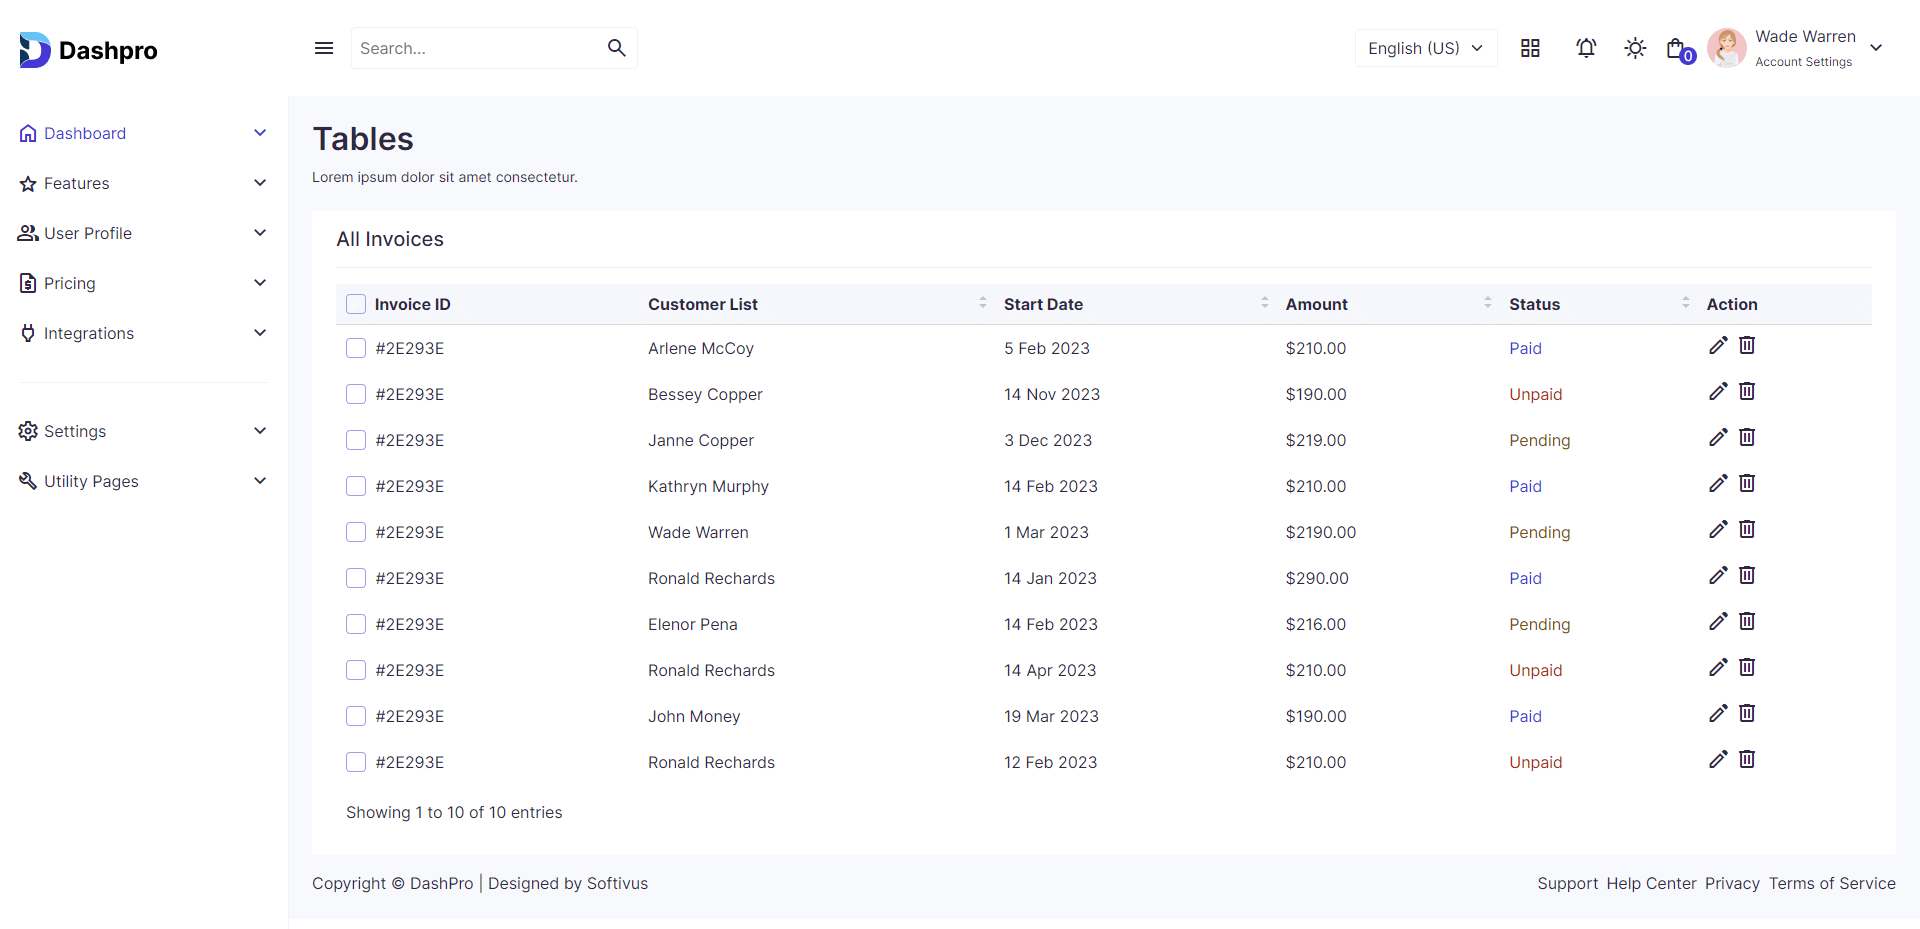 Dashpro
Search...
English (US)
0
Wade Warren
Account Settings
Dashboard
Features
User Profile
Pricing
Integrations
Settings
Utility Pages
Tables
Lorem ipsum dolor sit amet consectetur.
All Invoices
Invoice ID Customer List Start Date Amount Status Action
#2E293E Arlene McCoy 5 Feb 2023 $210.00 Paid
#2E293E Bessey Copper 14 Nov 2023 $190.00 Unpaid
#2E293E Janne Copper 3 Dec 2023 $219.00 Pending
#2E293E Kathryn Murphy 14 Feb 2023 $210.00 Paid
#2E293E Wade Warren 1 Mar 2023 $2190.00 Pending
#2E293E Ronald Rechards 14 Jan 2023 $290.00 Paid
#2E293E Elenor Pena 14 Feb 2023 $216.00 Pending
#2E293E Ronald Rechards 14 Apr 2023 $210.00 Unpaid
#2E293E John Money 19 Mar 2023 $190.00 Paid
#2E293E Ronald Rechards 12 Feb 2023 $210.00 Unpaid
Showing 1 to 10 of 10 entries
Copyright © DashPro | Designed by Softivus
Support Help Center Privacy Terms of Service